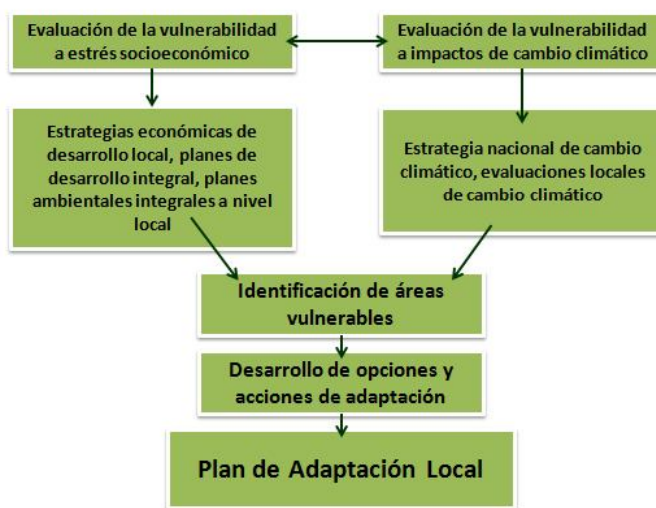 Evaluación de la vulnerabilidad
a estrés socioeconómico
Evaluación de la vulnerabilidad
a impactos de cambio climático
Estrategias económicas de
desarrollo local, planes de
desarrollo integral, planes
ambientales integrales a nivel
local
Estrategia nacional de cambio
climático, evaluaciones locales
de cambio climático
Identificación de áreas
vulnerables
Desarrollo de opciones y
acciones de adaptación
Plan de Adaptación Local